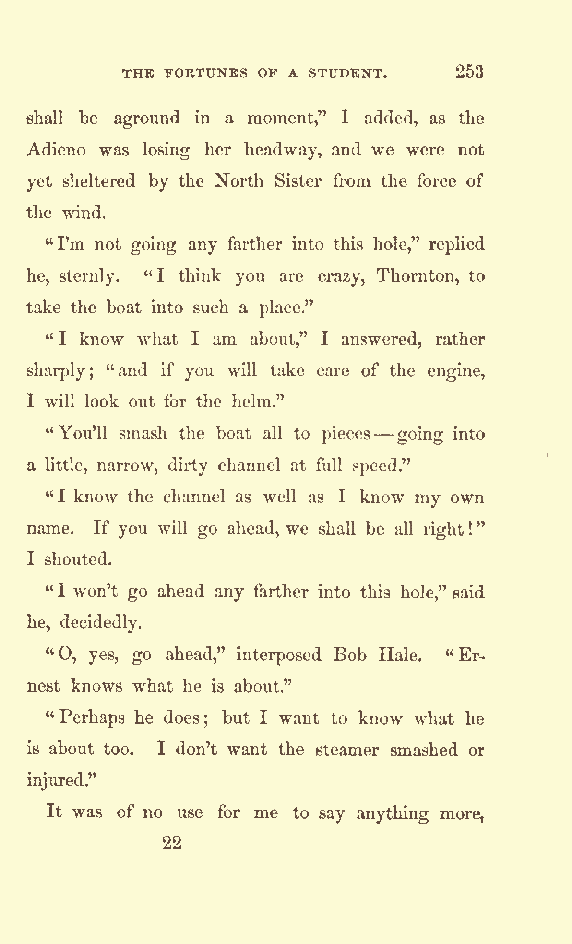 THE FORTUNES OF A STUDENT. 253
shall be aground in a moment,” I added, as the
Adieno was losing her headway, and we were not
yet sheltered by the North Sister from the force of
the wind.
“I’m not going any farther into this hole,” replied
he, sternly. “I think you are crazy, Thornton, to
take the boat into such a place.”
“I know what I am about,” I answered, rather
sharply; “and if you will take care of the engine,
I will look out for the helm.”
“You’ll smash the boat all to pieces—going into
a little, narrow, dirty channel at full speed.”
“I know the channel as well as I know my own
name. If you will go ahead, we shall be all right!”
I shouted.
“I won’t go ahead any farther into this hole,” said
he, decidedly.
“O, yes, go ahead,” interposed Bob Hale. “Er-
nest knows what he is about.”
“Perhaps he does; but I want to know what he
is about too. I don’t want the steamer smashed or
injured.”
It was of no use for me to say anything more,
22